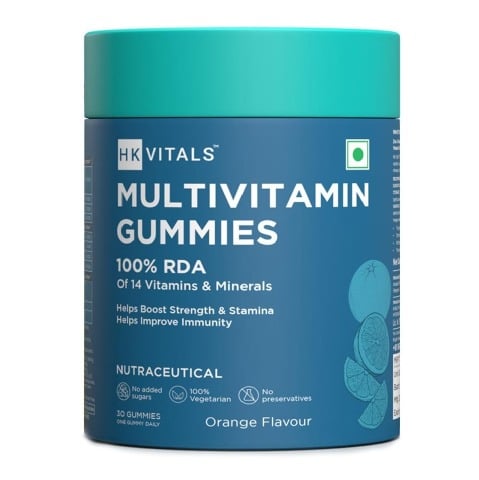 HK VITALS™
MULTIVITAMIN
GUMMIES
100% RDA
Of 14 Vitamins & Minerals
Helps Boost Strength & Stamina
Helps Improve Immunity
NUTRACEUTICAL
No added
sugars
100%
Vegetarian
No
preservatives
30 GUMMIES
ONE GUMMY DAILY
Orange Flavour